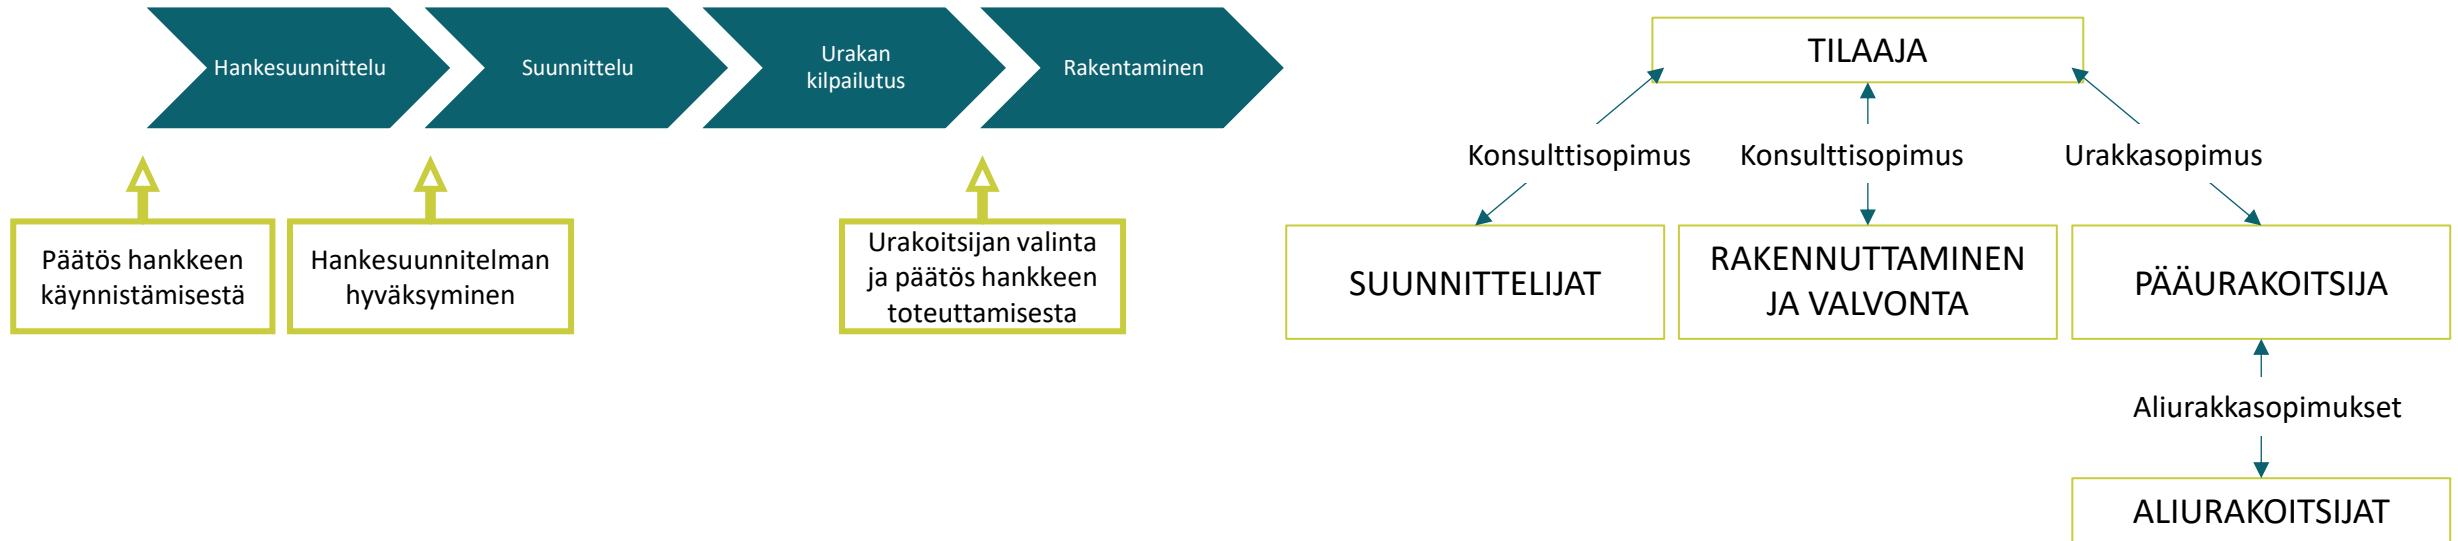 Hankesuunnittelu
Suunnittelu
Urakan
kilpailutus
Rakentaminen
Päätös hankkeen
käynnistämisestä
Hankesuunnitelman
hyväksyminen
Urakoitsijan valinta
ja päätös hankkeen
toteuttamisesta
TILAAJA
Konsulttisopimus
Konsulttisopimus
Urakkasopimus
SUUNNITTELIJAT
RAKENNUTTAMINEN
JA VALVONTA
PÄÄURAKOITSIJA
Aliurakkasopimukset
ALIURAKOITSIJAT